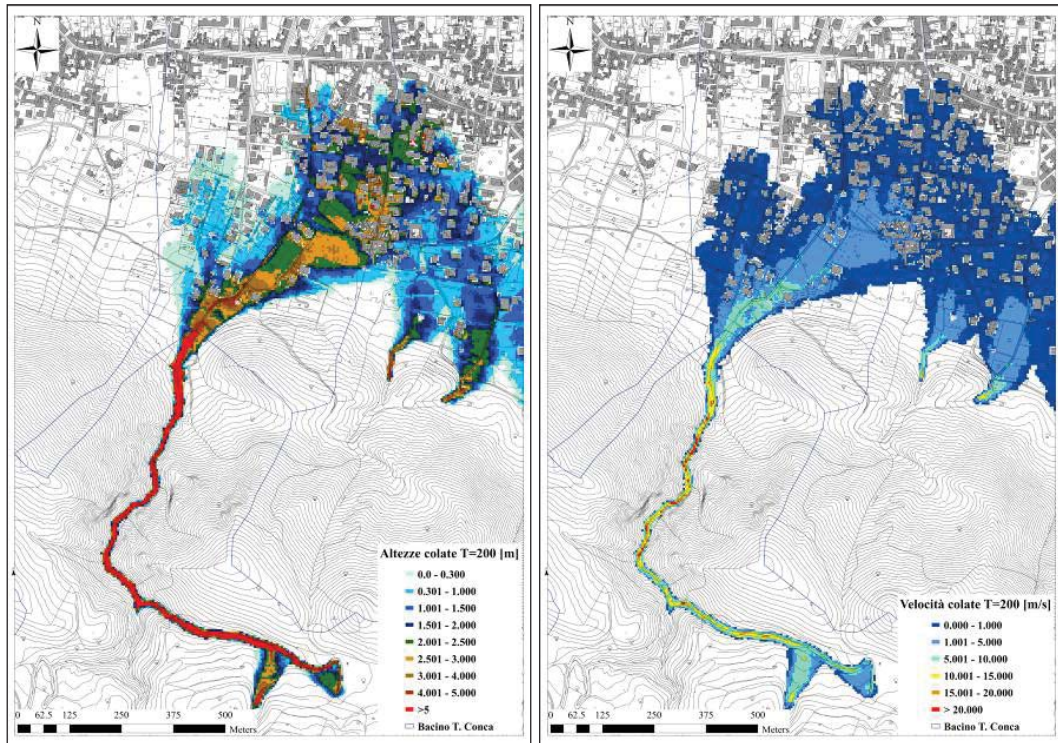 N
Altezze colate T=200 [m]
0.0 - 0.300
0.301 - 1.000
1.001 - 1.500
1.501 - 2.000
2.001 - 2.500
2.501 - 3.000
3.001 - 4.000
4.001 - 5.000
>5
Bacino T. Conca
0 62.5 125 250 375 500
Meters
N
Velocità colate T=200 [m/s]
0.000 - 1.000
1.001 - 5.000
5.001 - 10.000
10.001 - 15.000
15.001 - 20.000
> 20.000
Bacino T. Conca
0 62.5 125 250 375 500
Meters